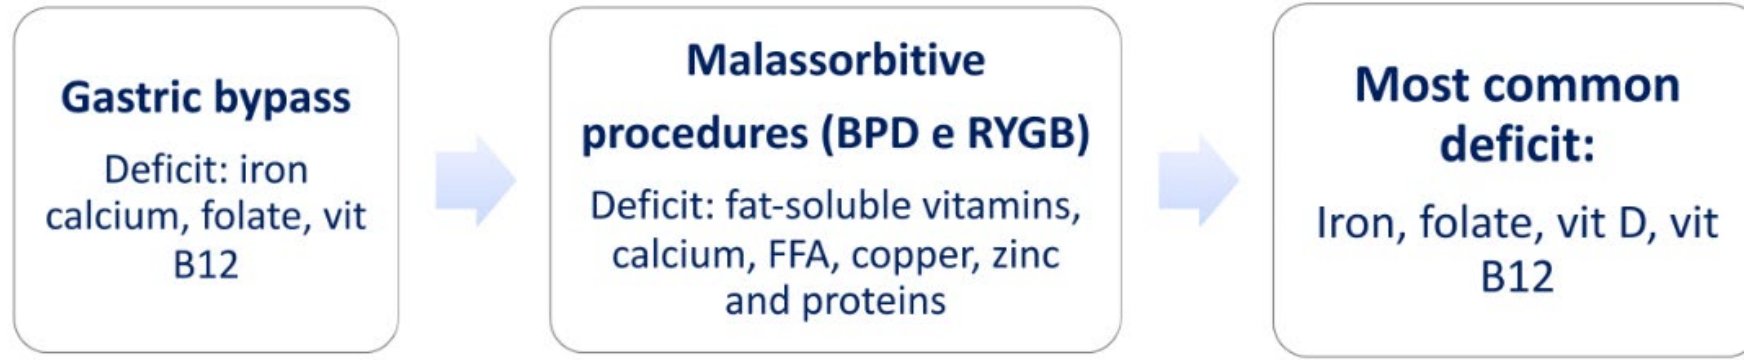 Gastric bypass
Deficit: iron
calcium, folate, vit
B12
Malassorbitive
procedures (BPD e RYGB)
Deficit: fat-soluble vitamins,
calcium, FFA, copper, zinc
and proteins
Most common
deficit:
Iron, folate, vit D, vit
B12